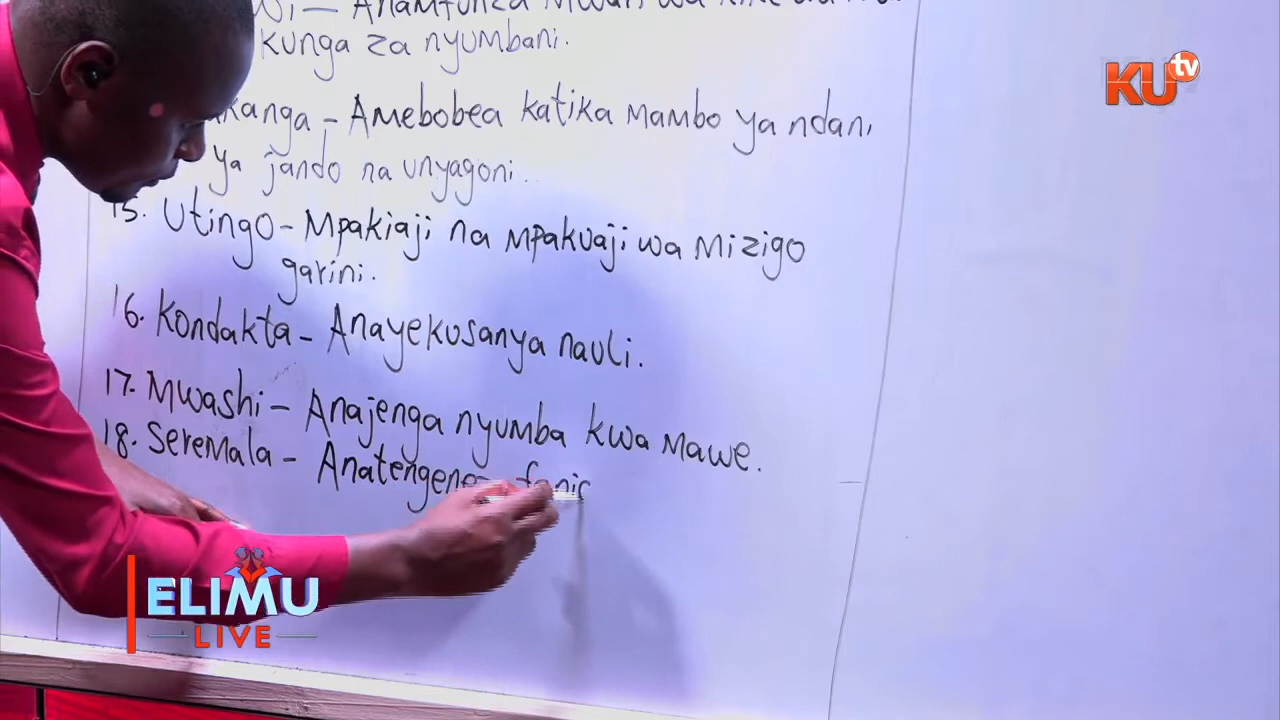 kunga za nyumbani.
- Amebobea katika mambo ya ndani
ya jando na unyagoni.
15. Utingo - Mpakiaji na mpakuaji wa mizigo
garini.
16. Kondakta - Anayekusanya nauli.
17. Mwashi - Anajenga nyumba kwa mawe.
18. Seremala -
KU tv
ELIMU
LIVE